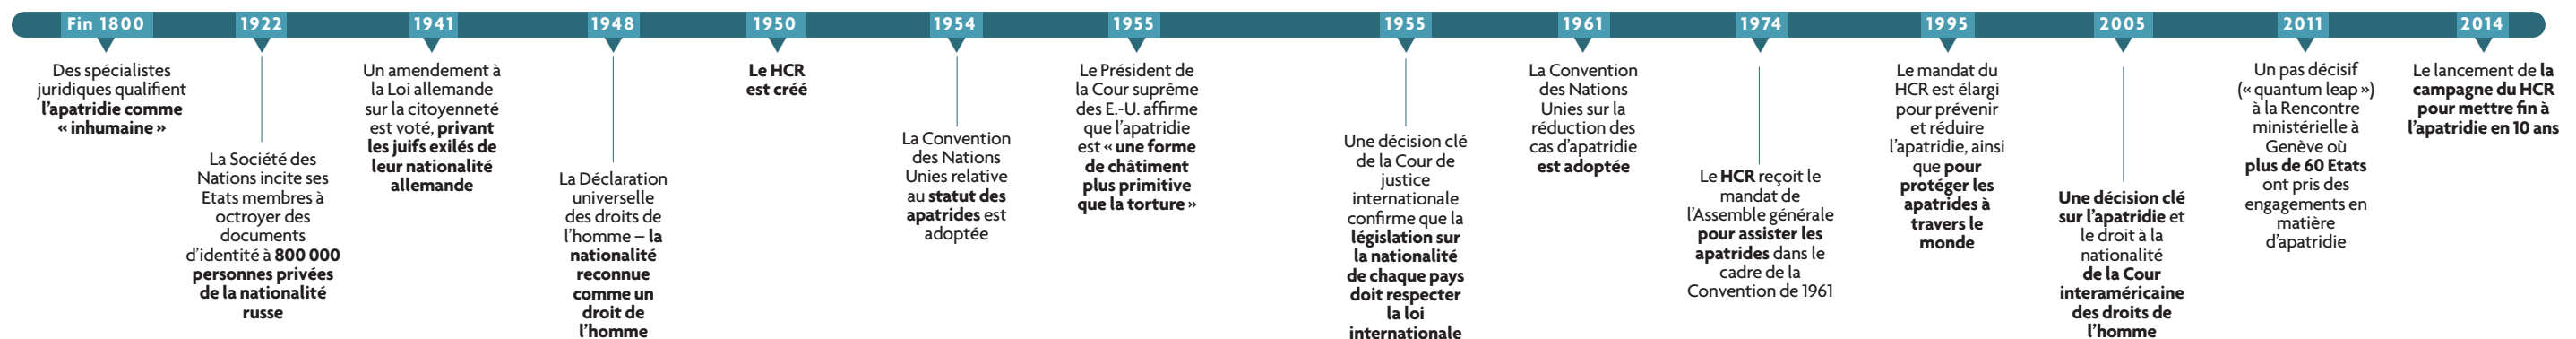 Fin 1800
Des spécialistes
juridiques qualifient
l'apatridie comme
« inhumaine »
1922
La Société des
Nations incite ses
Etats membres à
octroyer des
documents
d'identité à 800 000
personnes privées
de la nationalité
russe
1941
Un amendement à
la Loi allemande
sur la citoyenneté
est voté, privant
les juifs exilés de
leur nationalité
allemande
1948
La Déclaration
universelle
des droits de
l'homme – la
nationalité
reconnue
comme un
droit de
l'homme
1950
Le HCR
est créé
1954
La Convention
des Nations
Unies relative
au statut des
apatrides est
adoptée
1955
Le Président de
la Cour suprême
des E.-U. affirme
que l'apatridie
est « une forme
de châtiment
plus primitive
que la torture »
1955
Une décision clé
de la Cour de
justice
internationale
confirme que la
législation sur
la nationalité
de chaque pays
doit respecter
la loi
internationale
1961
La Convention
des Nations
Unies sur la
réduction des
cas d'apatridie
est adoptée
1974
Le HCR reçoit le
mandat de
l'Assemble générale
pour assister les
apatrides dans le
cadre de la
Convention de 1961
1995
Le mandat du
HCR est élargi
pour prévenir
et réduire
l'apatridie, ainsi
que pour
protéger les
apatrides à
travers le
monde
2005
Une décision clé
sur l'apatridie et
le droit à la
nationalité
de la Cour
interaméricaine
des droits de
l'homme
2011
Un pas décisif
(« quantum leap »)
à la Rencontre
ministérielle à
Genève où
plus de 60 Etats
ont pris des
engagements en
matière
d'apatridie
2014
Le lancement de la
campagne du HCR
pour mettre fin à
l'apatridie en 10 ans